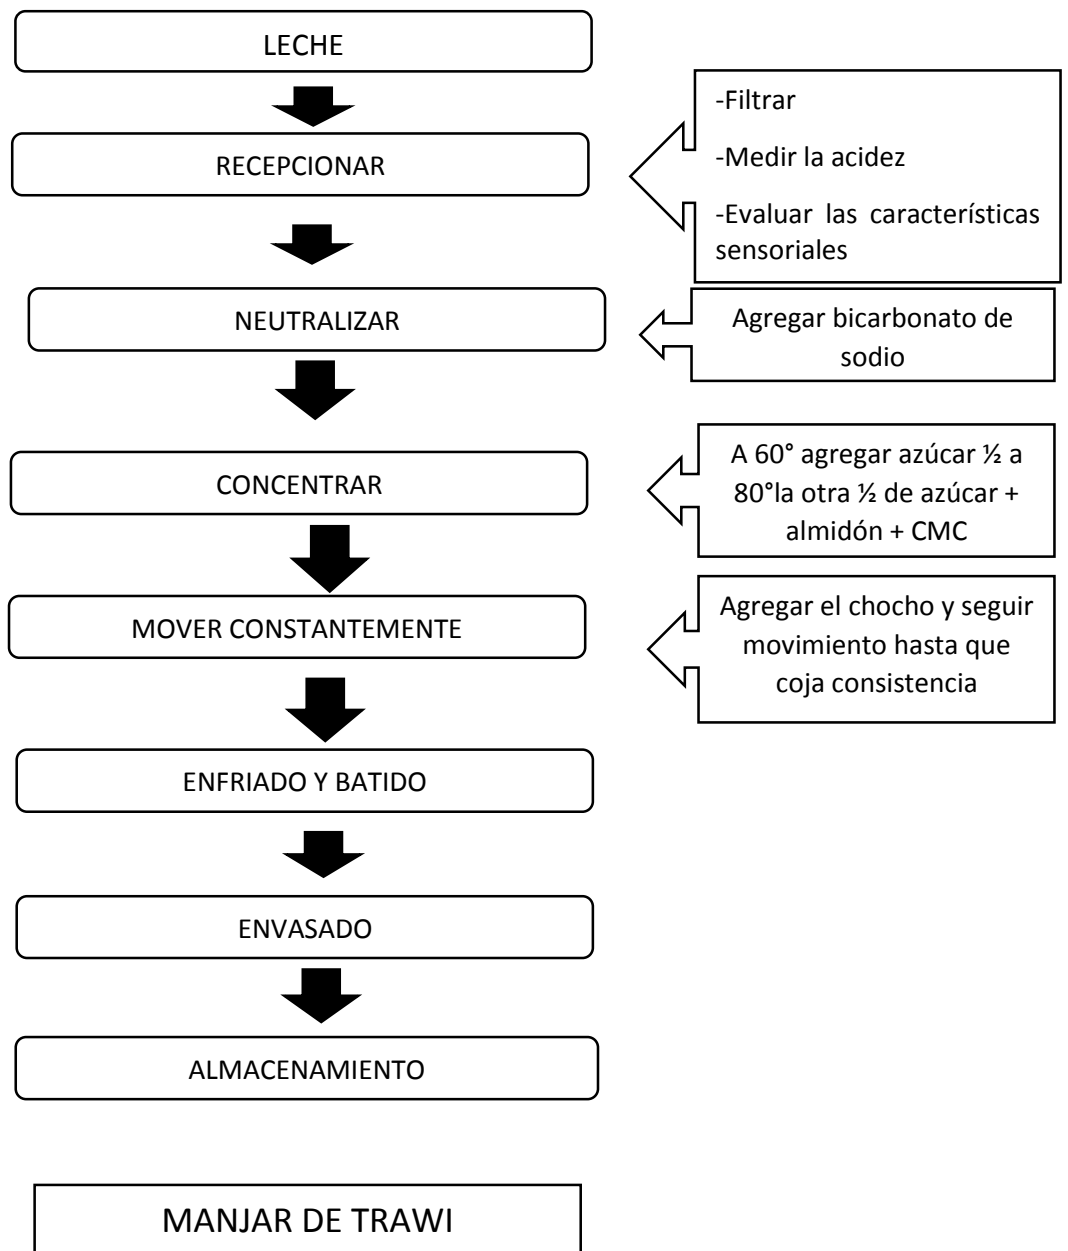 LECHE
RECEPCIONAR
-Filtrar
-Medir la acidez
-Evaluar las características
sensoriales
NEUTRALIZAR
Agregar bicarbonato de
sodio
CONCENTRAR
A 60° agregar azúcar ½ a
80°la otra ½ de azúcar +
almidón + CMC
MOVER CONSTANTEMENTE
Agregar el chocho y seguir
movimiento hasta que
coja consistencia
ENFRIADO Y BATIDO
ENVASADO
ALMACENAMIENTO
MANJAR DE TRAWI